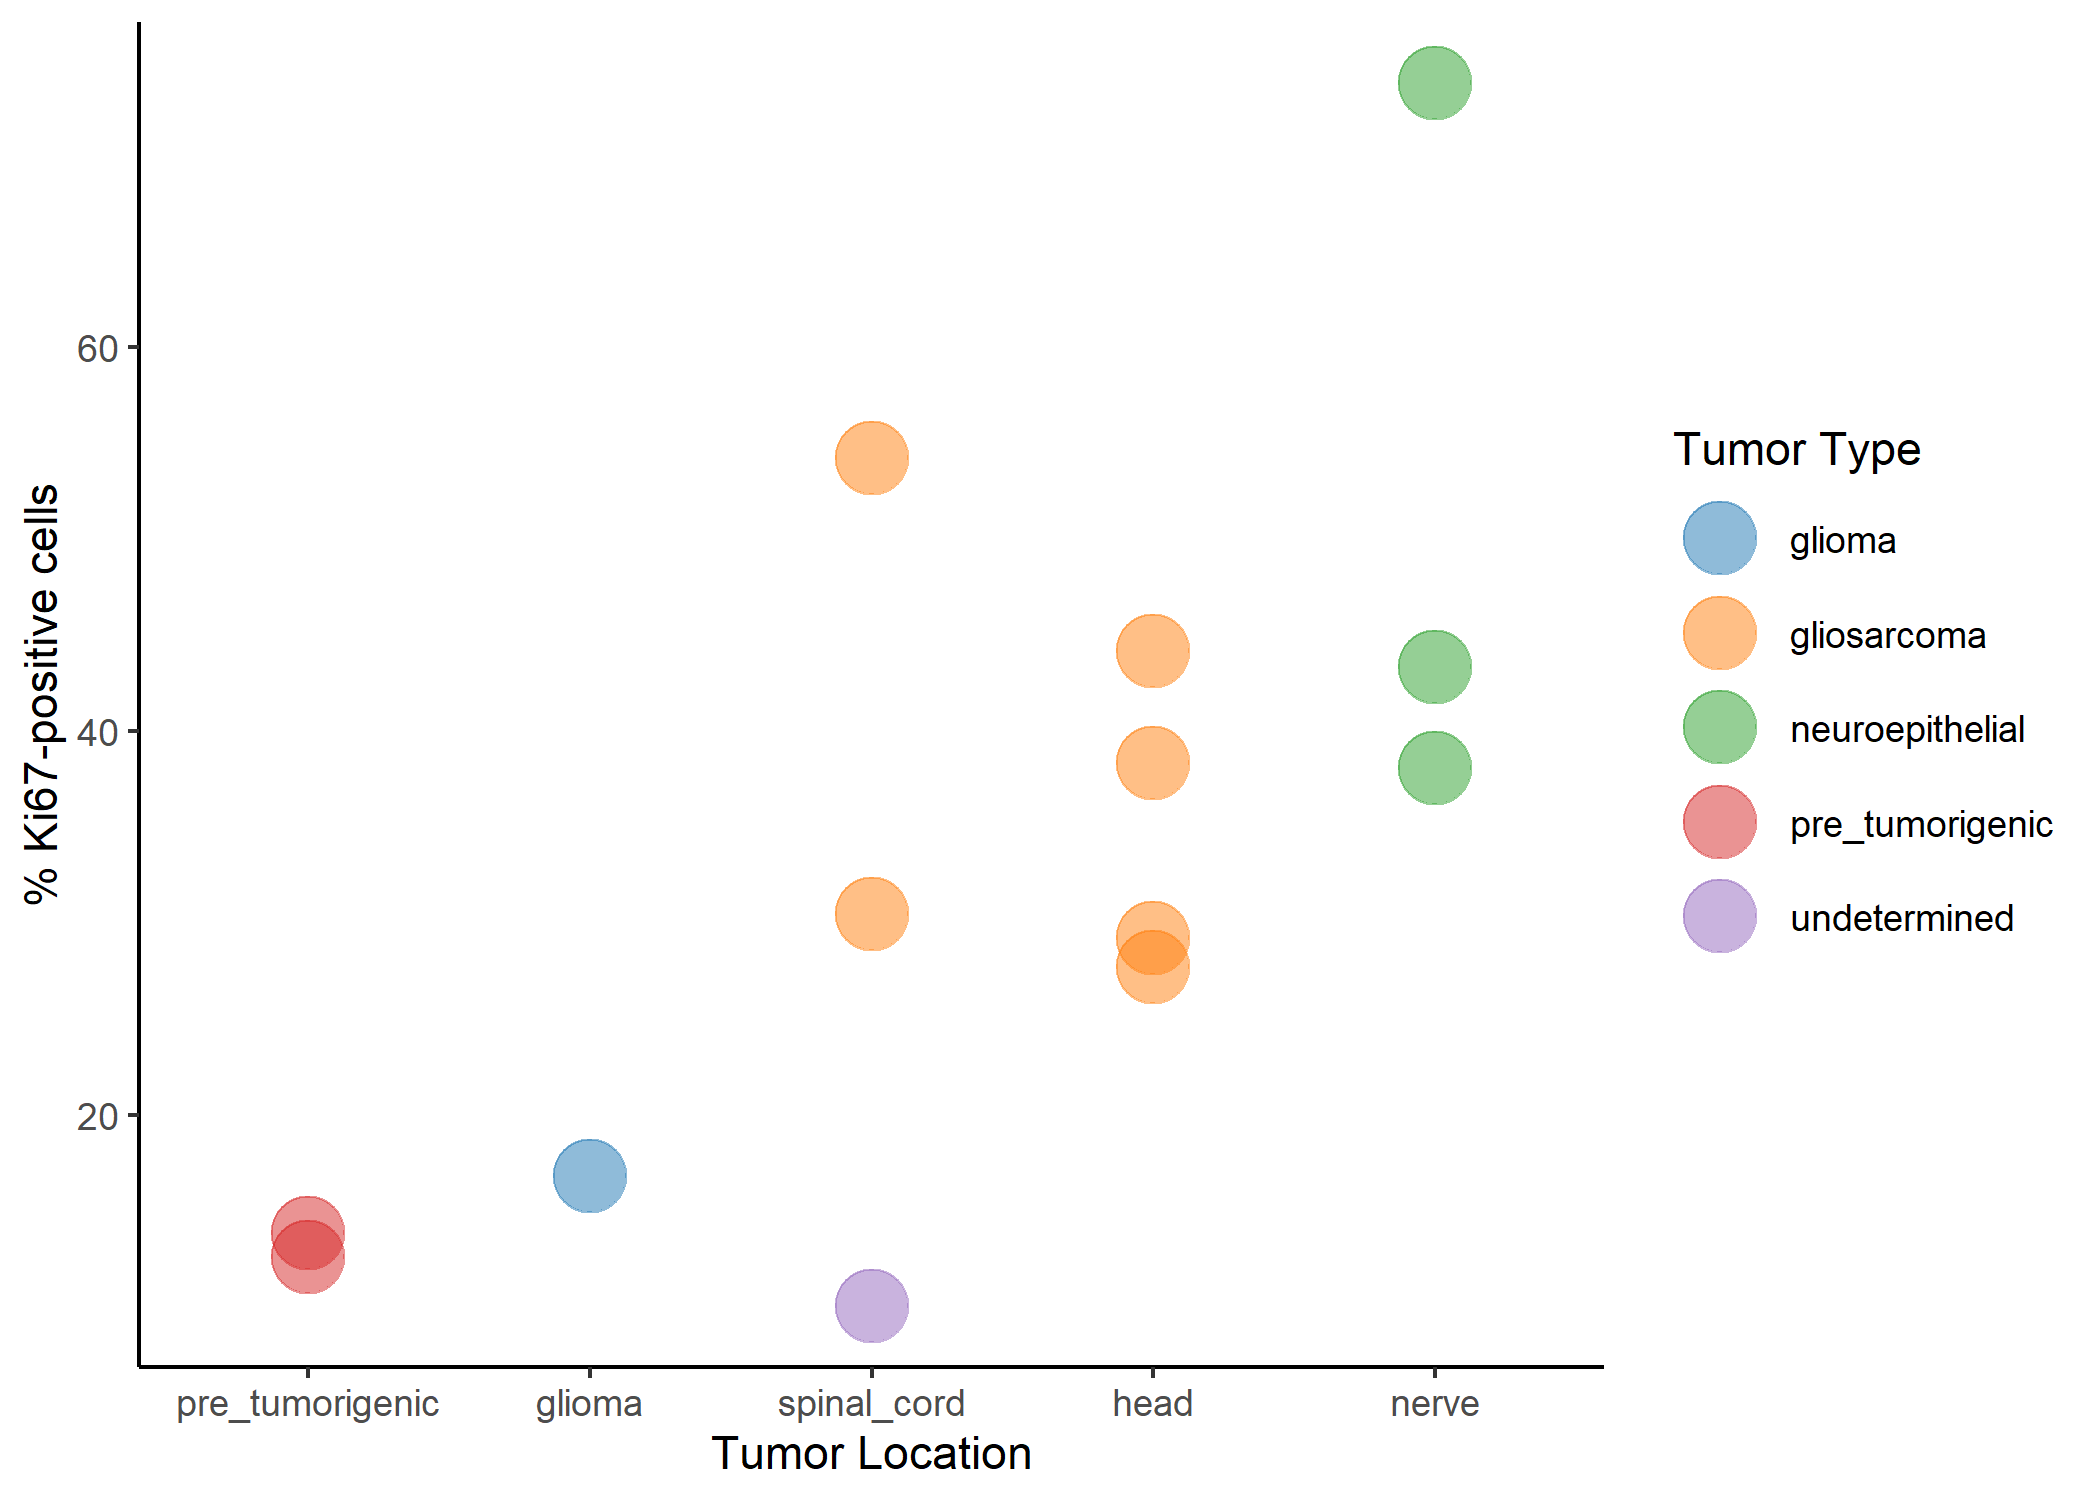 % Ki67-positive cells
60
40
20
pre_tumorigenic
glioma
spinal_cord
head
nerve
Tumor Location
Tumor Type
glioma
gliosarcoma
neuroepithelial
pre_tumorigenic
undetermined